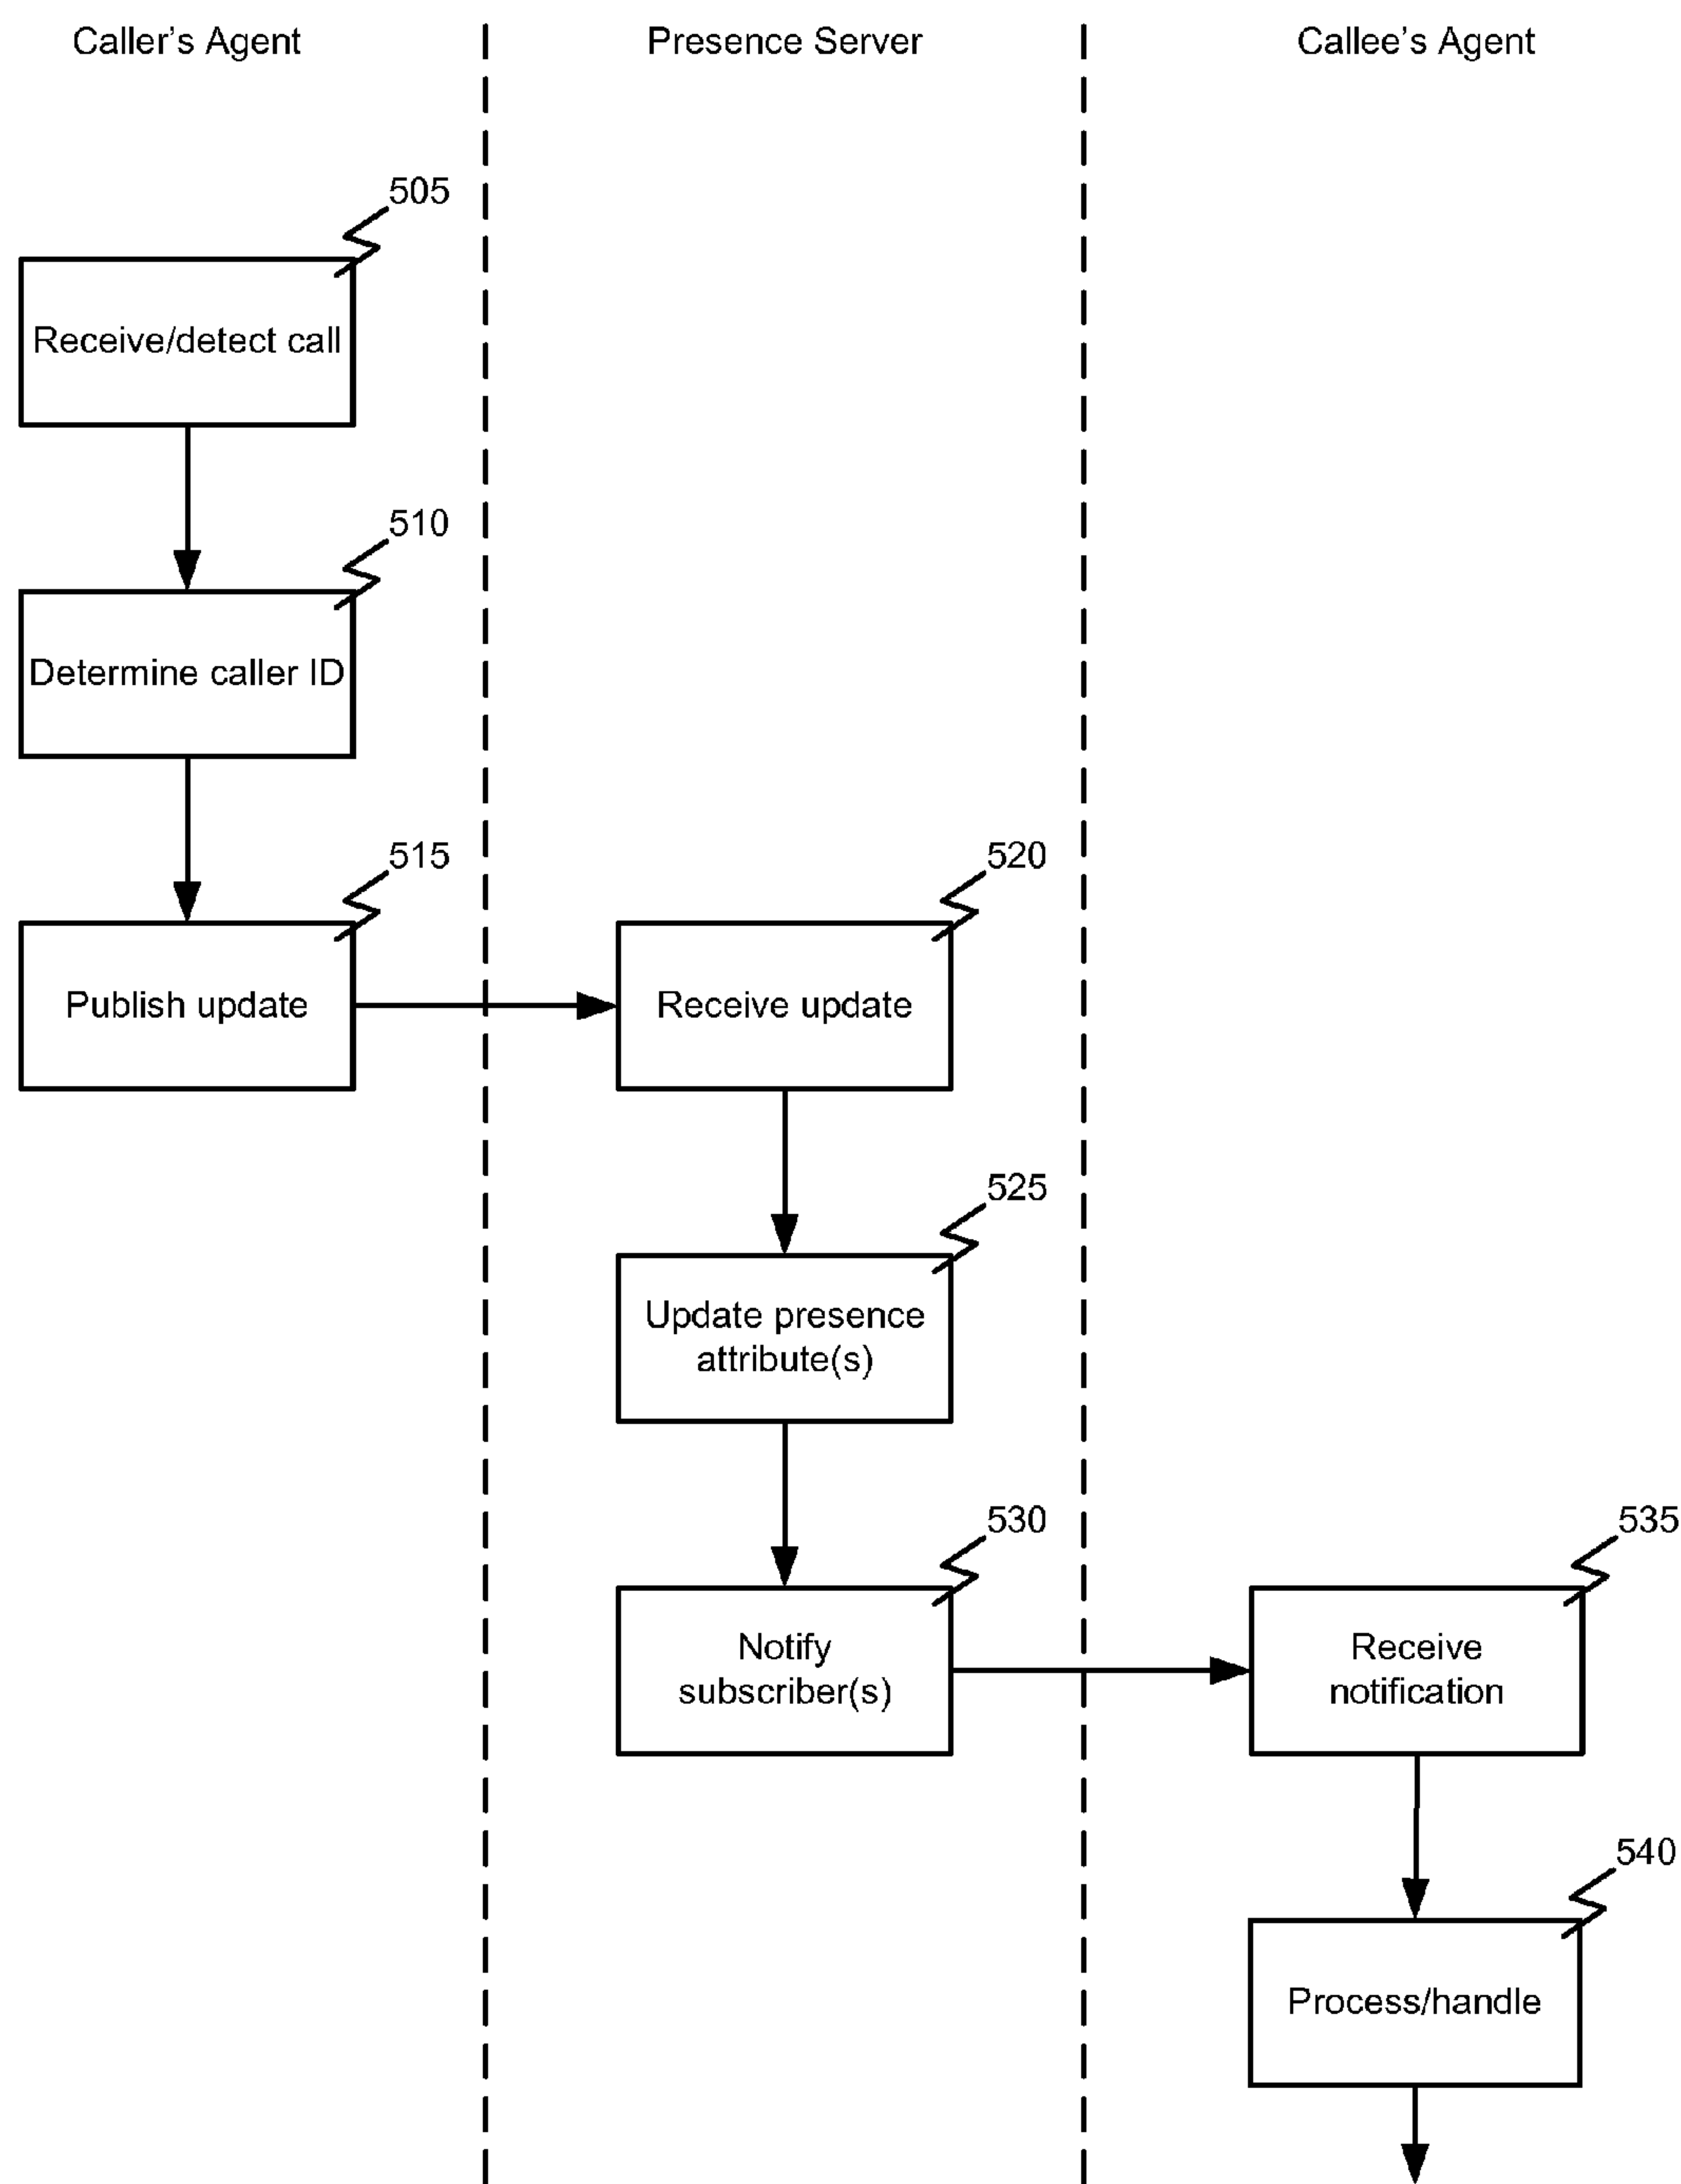 Caller's Agent
Presence Server
Callee's Agent
505
Receive/detect call
510
Determine caller ID
515
Publish update
520
Receive update
525
Update presence
attribute(s)
530
Notify
subscriber(s)
535
Receive
notification
540
Process/handle